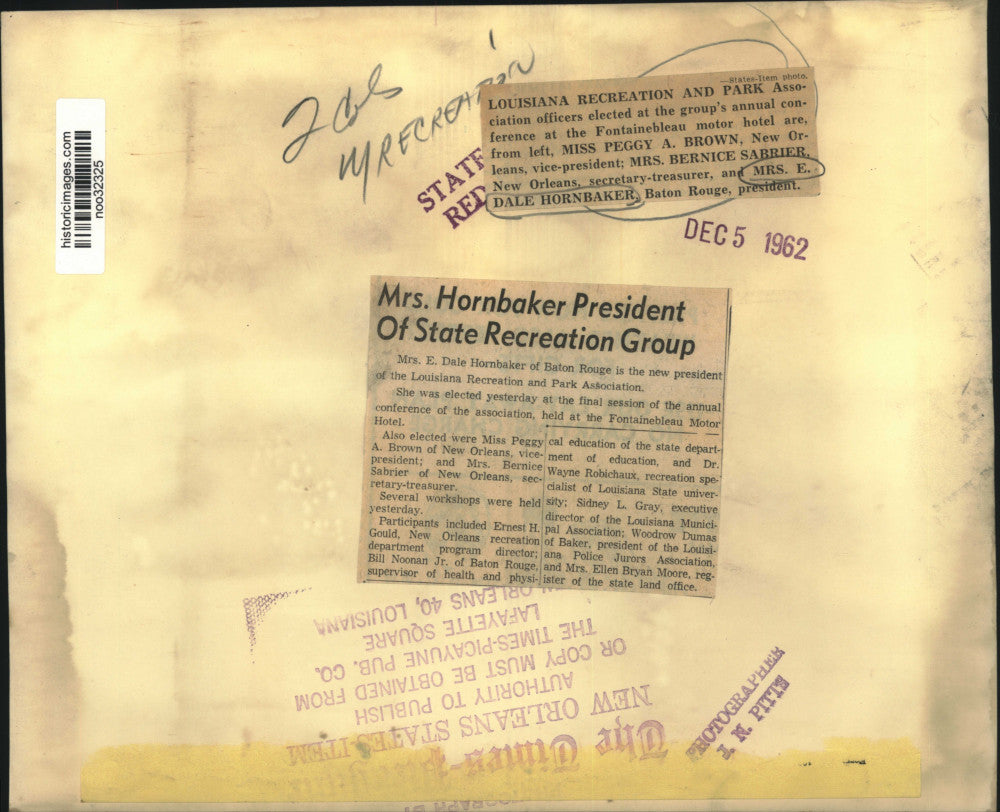 historicimages.com
noo32325
2 cols
RECREATION
—States-Item photo.
LOUISIANA RECREATION AND PARK Asso-
ciation officers elected at the group's annual con-
ference at the Fontainebleau motor hotel are,
from left, MISS PEGGY A. BROWN, New Or-
leans, vice-president; MRS. BERNICE SABRIER,
New Orleans, secretary-treasurer, and MRS. E.
DALE HORNBAKER, Baton Rouge, president.
STATE
RED
DEC 5 1962
Mrs. Hornbaker President
Of State Recreation Group
Mrs. E. Dale Hornbaker of Baton Rouge is the new president
of the Louisiana Recreation and Park Association.
She was elected yesterday at the final session of the annual
conference of the association, held at the Fontainebleau Motor
Hotel.
Also elected were Miss Peggy
A. Brown of New Orleans, vice-
president; and Mrs. Bernice
Sabrier of New Orleans, sec-
retary-treasurer.
Several workshops were held
yesterday.
Participants included Ernest H.
Gould, New Orleans recreation
department program director;
Bill Noonan Jr. of Baton Rouge,
supervisor of health and physi-
cal education of the state depart-
ment of education, and Dr.
Wayne Robichaux, recreation spe-
cialist of Louisiana State univer-
sity; Sidney L. Gray, executive
director of the Louisiana Munici-
pal Association; Woodrow Dumas
of Baker, president of the Louisi-
ana Police Jurors Association,
and Mrs. Ellen Bryan Moore, reg-
ister of the state land office.
The Times-Picayune
NEW ORLEANS STATES ITEM
AUTHORITY TO PUBLISH
OR COPY MUST BE OBTAINED FROM
THE TIMES-PICAYUNE PUB. CO.
LAFAYETTE SQUARE
ORLEANS 40, LOUISIANA
PHOTOGRAPHER
J. N. PITTS